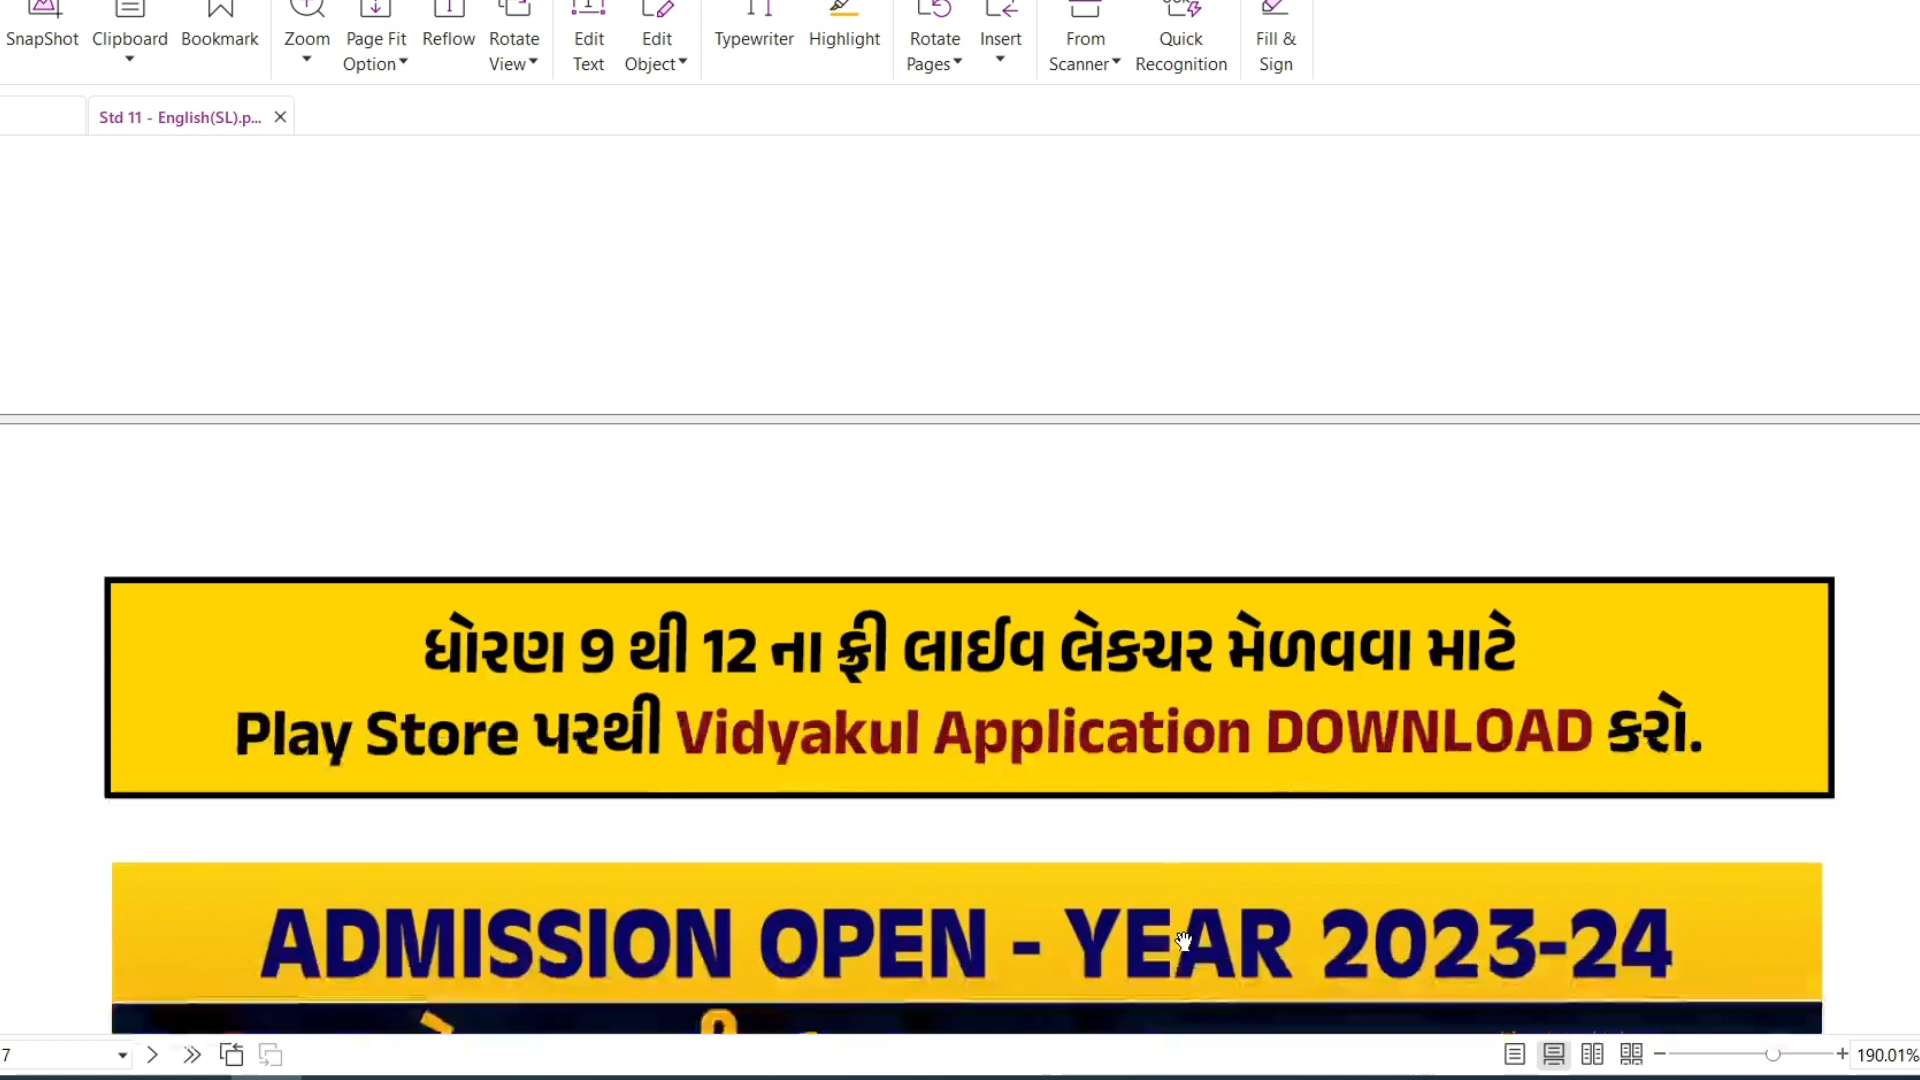 SnapShot Clipboard Bookmark Zoom Page Fit Option Reflow Rotate View Edit Text Edit Object Typewriter Highlight Rotate Pages Insert From Scanner Quick Recognition Fill & Sign
Std 11 - English(SL).p...
ધોરણ 9 થી 12 ના ફ્રી લાઈવ લેકચર મેળવવા માટે
Play Store પરથી Vidyakul Application DOWNLOAD કરો.
ADMISSION OPEN - YEAR 2023-24
7
190.01%